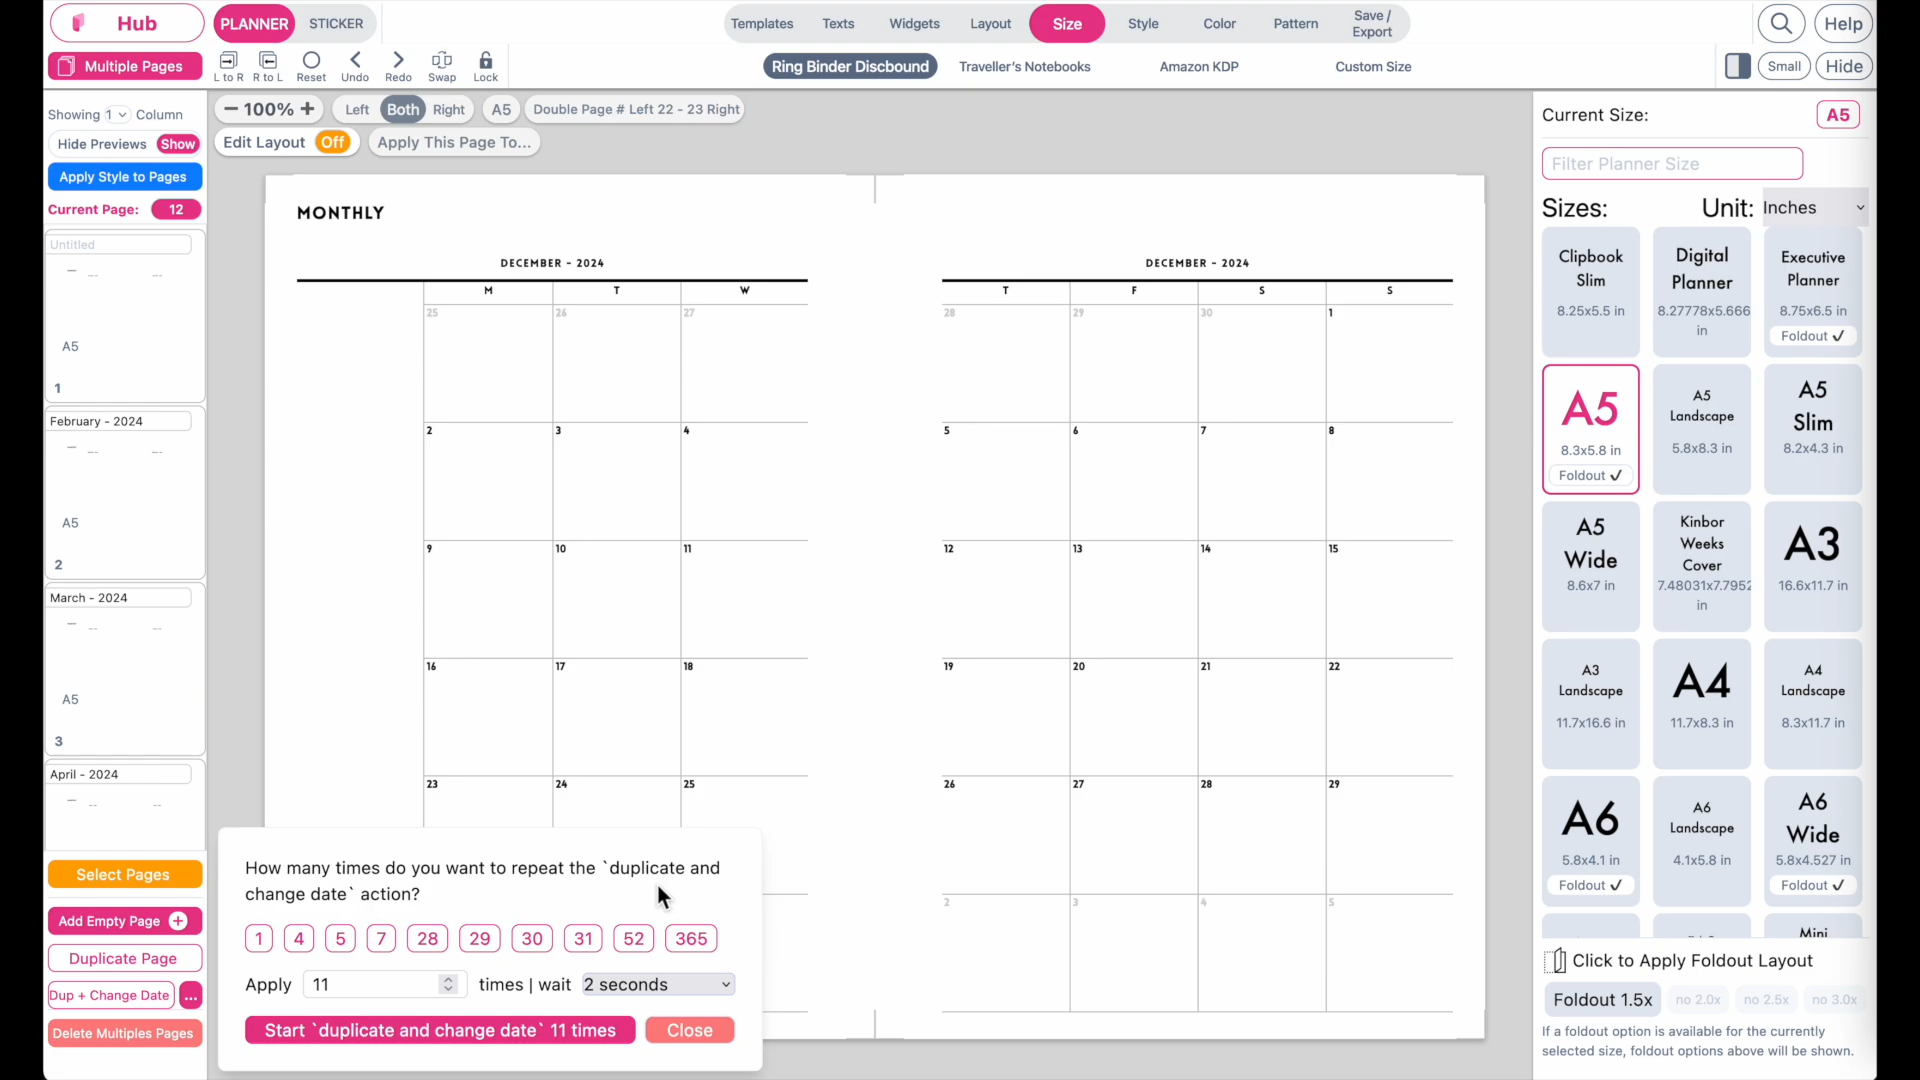 Hub
PLANNER
STICKER
Templates
Texts
Widgets
Layout
Size
Style
Color
Pattern
Save /
Export
Help
Multiple Pages
L to R
R to L
Reset
Undo
Redo
Swap
Lock
Ring Binder Discbound
Traveller's Notebooks
Amazon KDP
Custom Size
Small
Hide
Showing 1 Column
Hide Previews Show
Apply Style to Pages
Current Page: 12
Untitled
A5
1
February - 2024
A5
2
March - 2024
A5
3
April - 2024
Select Pages
Add Empty Page +
Duplicate Page
Dup + Change Date ...
Delete Multiples Pages
100%
Left Both Right
A5
Double Page # Left 22 - 23 Right
Edit Layout Off
Apply This Page To...
MONTHLY
DECEMBER - 2024
M T W
25 26 27
2 3 4
9 10 11
16 17 18
23 24 25
DECEMBER - 2024
T F S S
28 29 30 1
5 6 7 8
12 13 14 15
19 20 21 22
26 27 28 29
2 3 4 5
How many times do you want to repeat the `duplicate and
change date` action?
1 4 5 7 28 29 30 31 52 365
Apply 11 times | wait 2 seconds
Start `duplicate and change date` 11 times
Close
Current Size: A5
Filter Planner Size
Sizes: Unit: Inches
Clipbook
Slim
8.25x5.5 in
Digital
Planner
8.27778x5.666
in
Executive
Planner
8.75x6.5 in
Foldout ✓
A5
8.3x5.8 in
Foldout ✓
A5
Landscape
5.8x8.3 in
A5
Slim
8.2x4.3 in
A5
Wide
8.6x7 in
Kinbor
Weeks
Cover
7.48031x7.7952
in
A3
16.6x11.7 in
A3
Landscape
11.7x16.6 in
A4
11.7x8.3 in
A4
Landscape
8.3x11.7 in
A6
5.8x4.1 in
Foldout ✓
A6
Landscape
4.1x5.8 in
A6
Wide
5.8x4.527 in
Foldout ✓
Mini
Click to Apply Foldout Layout
Foldout 1.5x
no 2.0x
no 2.5x
no 3.0x
If a foldout option is available for the currently
selected size, foldout options above will be shown.